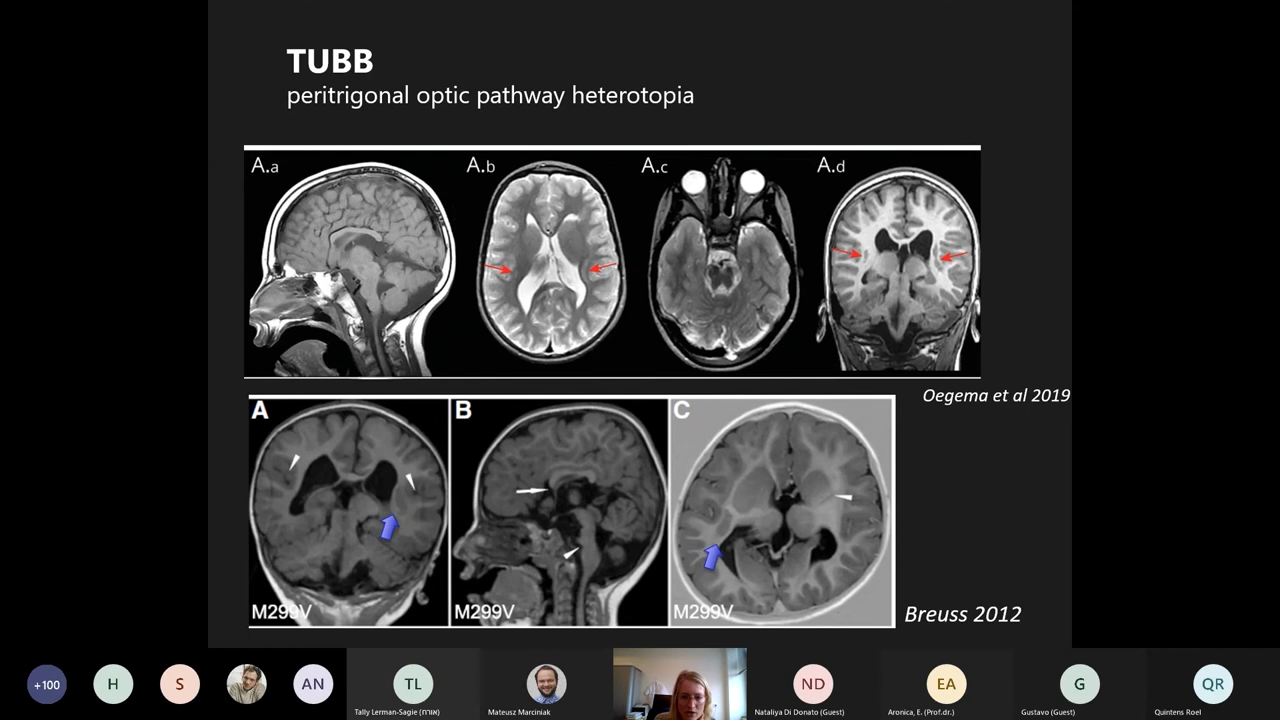 TUBB
peritrigonal optic pathway heterotopia
A.a
A.b
A.c
A.d
Oegema et al 2019
A
B
C
M299V
M299V
M299V
Breuss 2012
+100
H
S
AN
TL
ND
EA
G
QR
Tally Lerman-Sagie (אורח)
Mateusz Marciniak
Nataliya Di Donato (Guest)
Aronica, E. (Prof.dr.)
Gustavo (Guest)
Quintens Roel